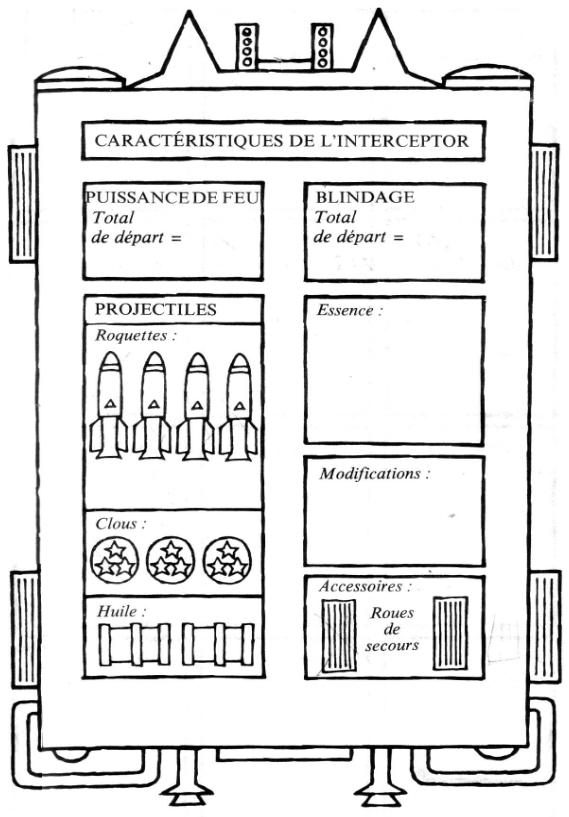 CARACTÉRISTIQUES DE L'INTERCEPTOR
PUISSANCE DE FEU
Total
de départ =
BLINDAGE
Total
de départ =
PROJECTILES
Roquettes :
Clous :
Huile :
Essence :
Modifications :
Accessoires :
Roues
de
secours